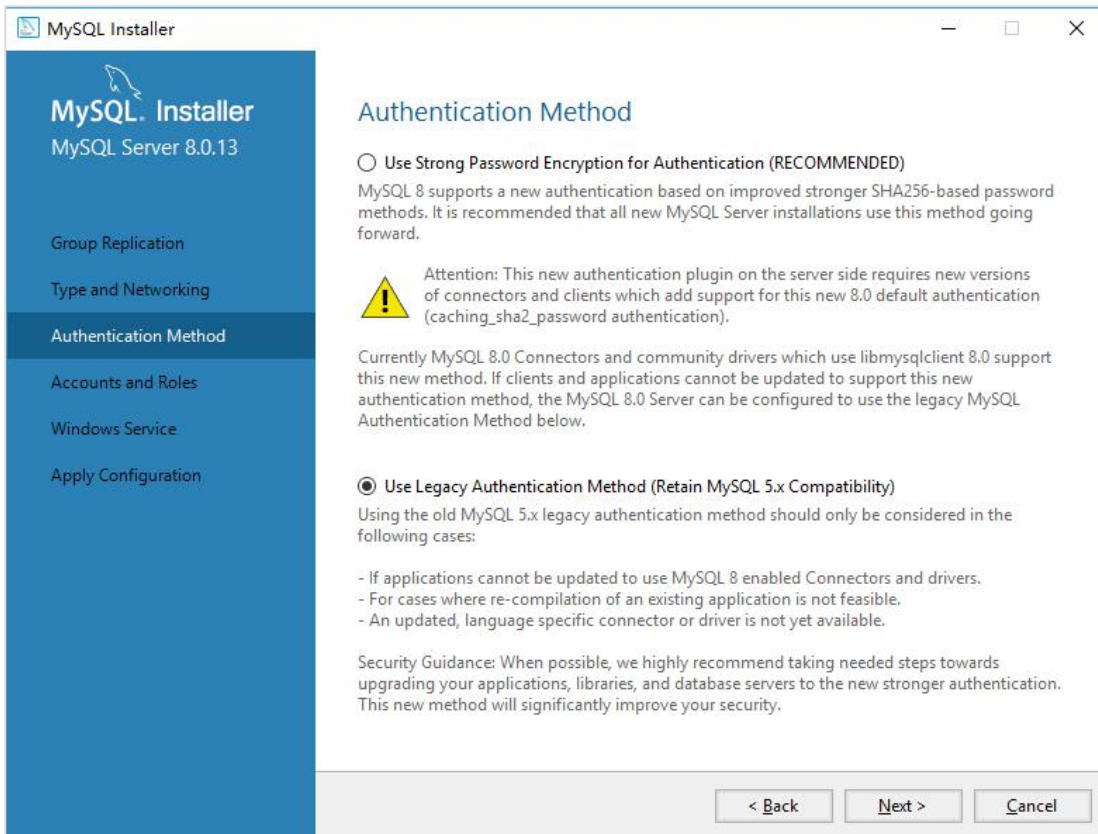 MySQL Installer
MySQL. Installer
MySQL Server 8.0.13
Group Replication
Type and Networking
Authentication Method
Accounts and Roles
Windows Service
Apply Configuration
Authentication Method
Use Strong Password Encryption for Authentication (RECOMMENDED)
MySQL 8 supports a new authentication based on improved stronger SHA256-based password
methods. It is recommended that all new MySQL Server installations use this method going
forward.
Attention: This new authentication plugin on the server side requires new versions
of connectors and clients which add support for this new 8.0 default authentication
(caching_sha2_password authentication).
Currently MySQL 8.0 Connectors and community drivers which use libmysqlclient 8.0 support
this new method. If clients and applications cannot be updated to support this new
authentication method, the MySQL 8.0 Server can be configured to use the legacy MySQL
Authentication Method below.
Use Legacy Authentication Method (Retain MySQL 5.x Compatibility)
Using the old MySQL 5.x legacy authentication method should only be considered in the
following cases:
- If applications cannot be updated to use MySQL 8 enabled Connectors and drivers.
- For cases where re-compilation of an existing application is not feasible.
- An updated, language specific connector or driver is not yet available.
Security Guidance: When possible, we highly recommend taking needed steps towards
upgrading your applications, libraries, and database servers to the new stronger authentication.
This new method will significantly improve your security.
< Back
Next >
Cancel